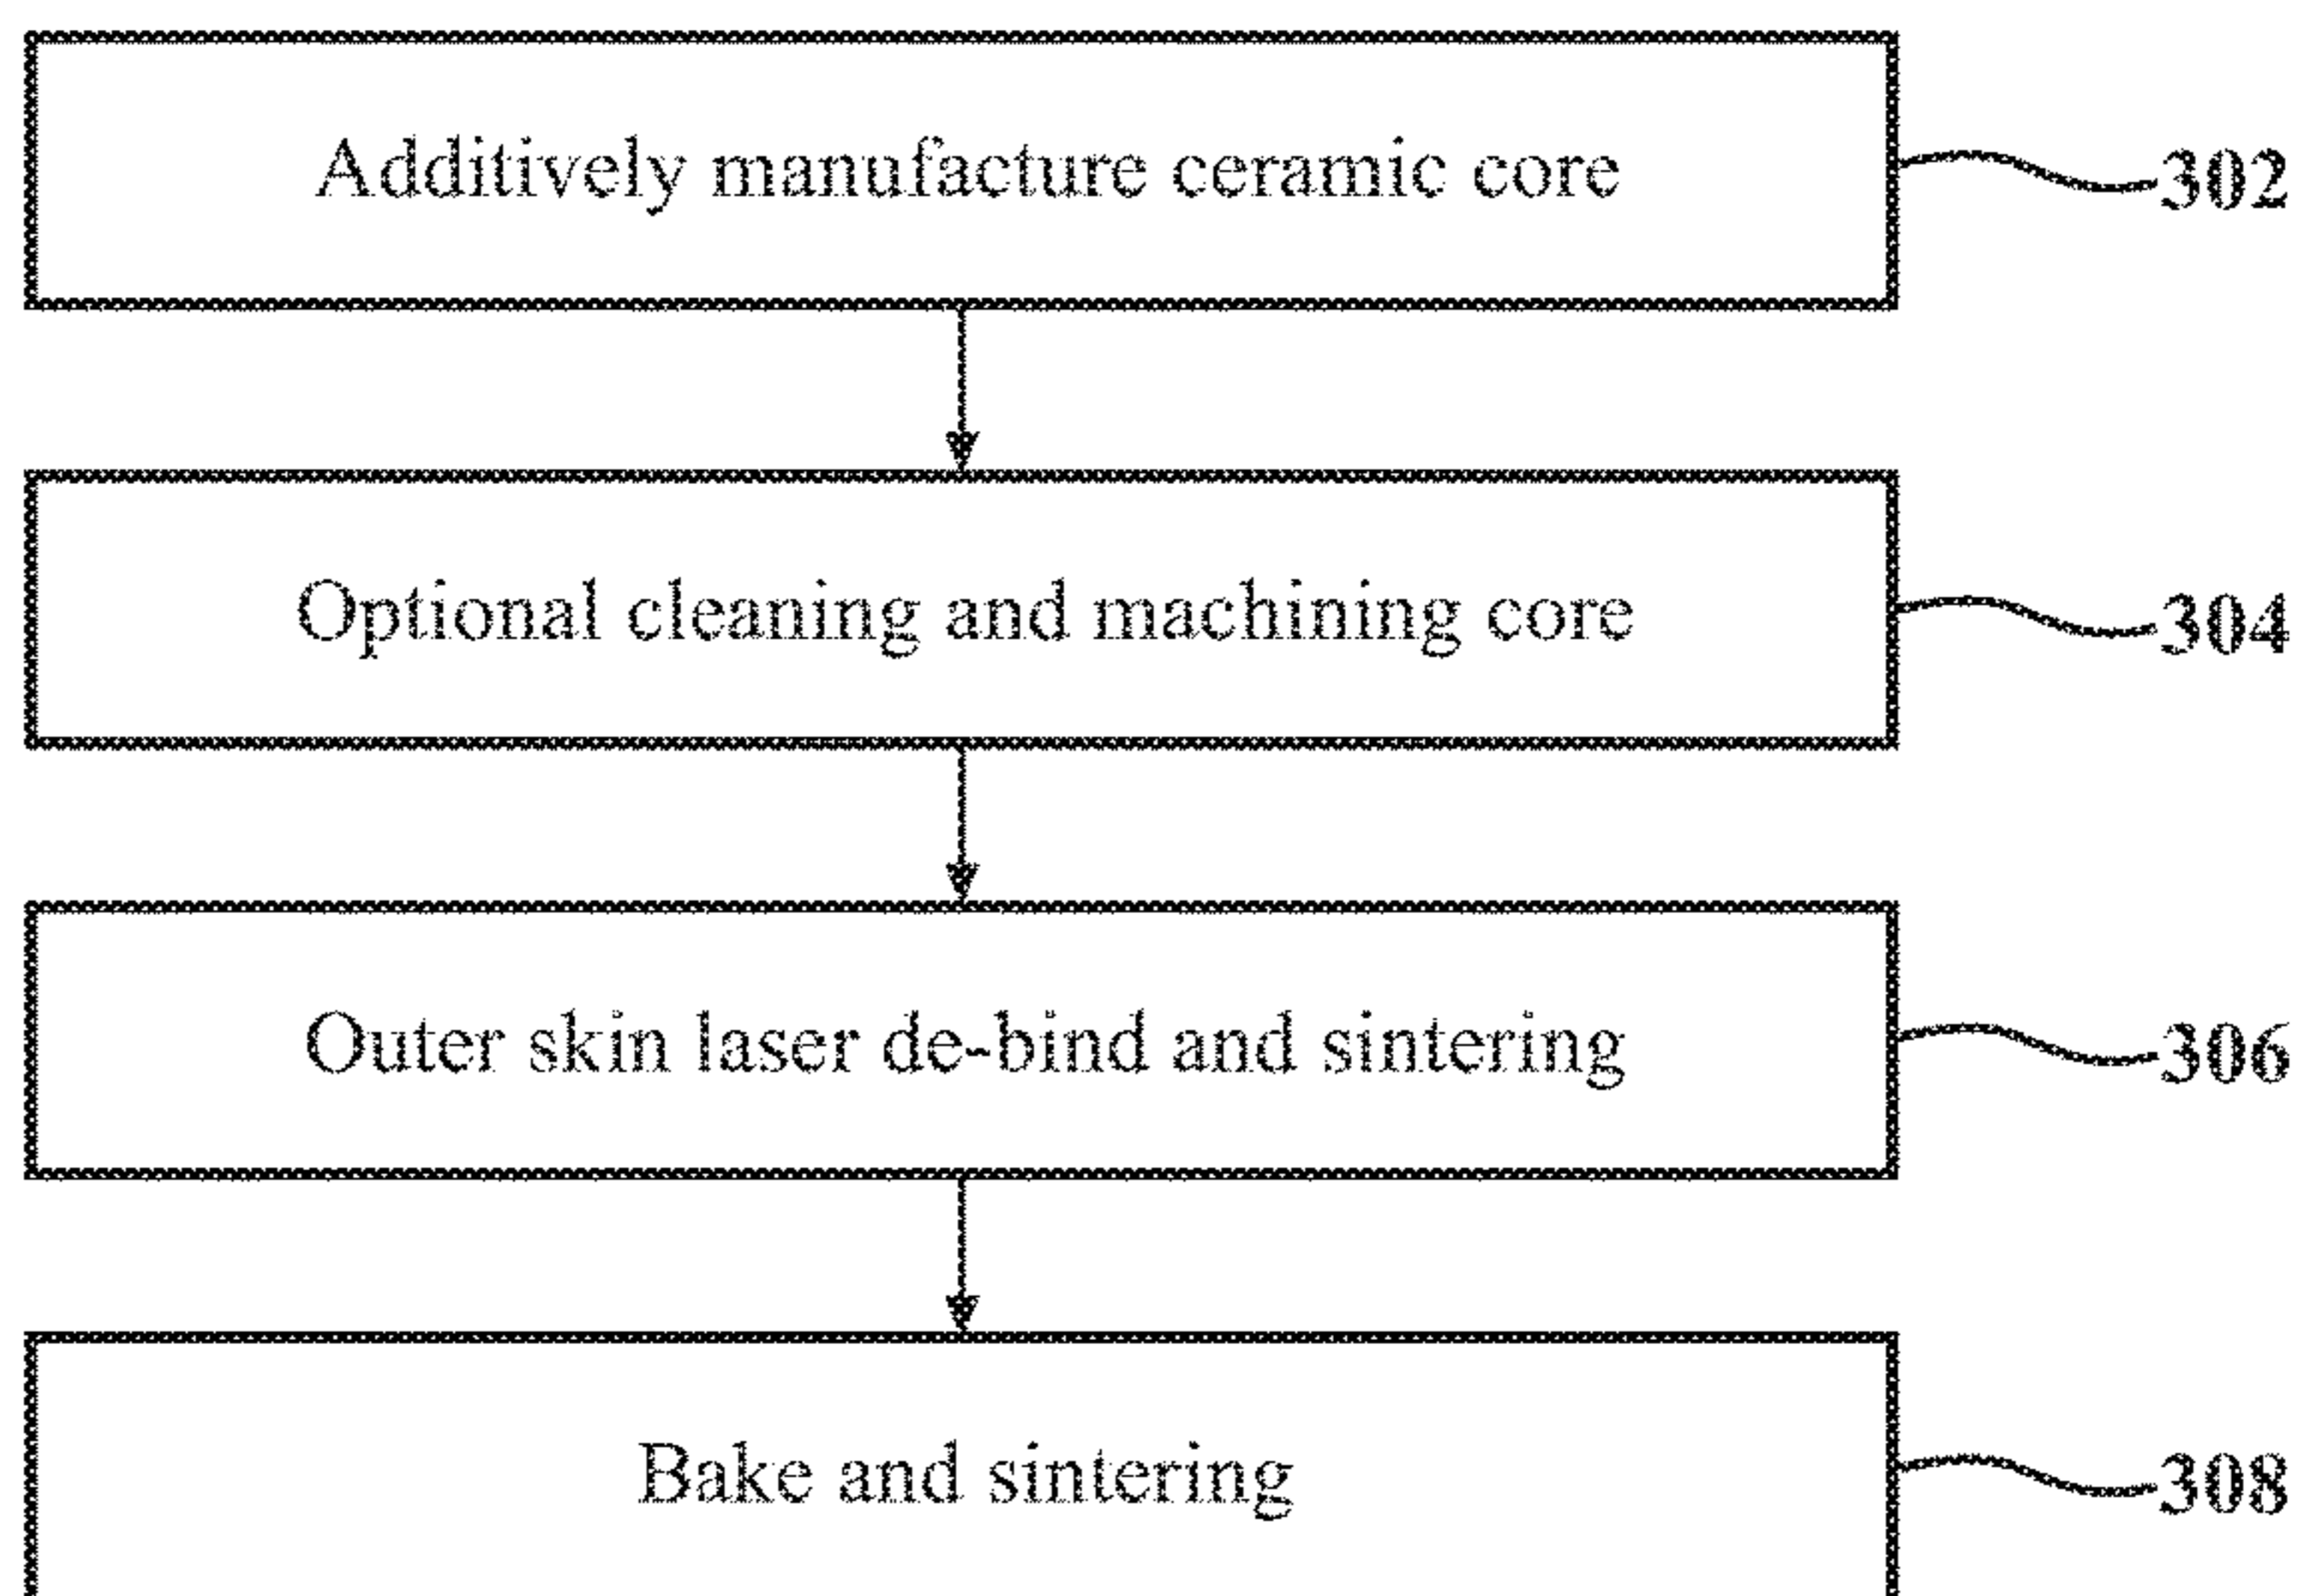 Additively manufacture ceramic core
302
Optional cleaning and machining core
304
Outer skin laser de-bind and sintering
306
Bake and sintering
308